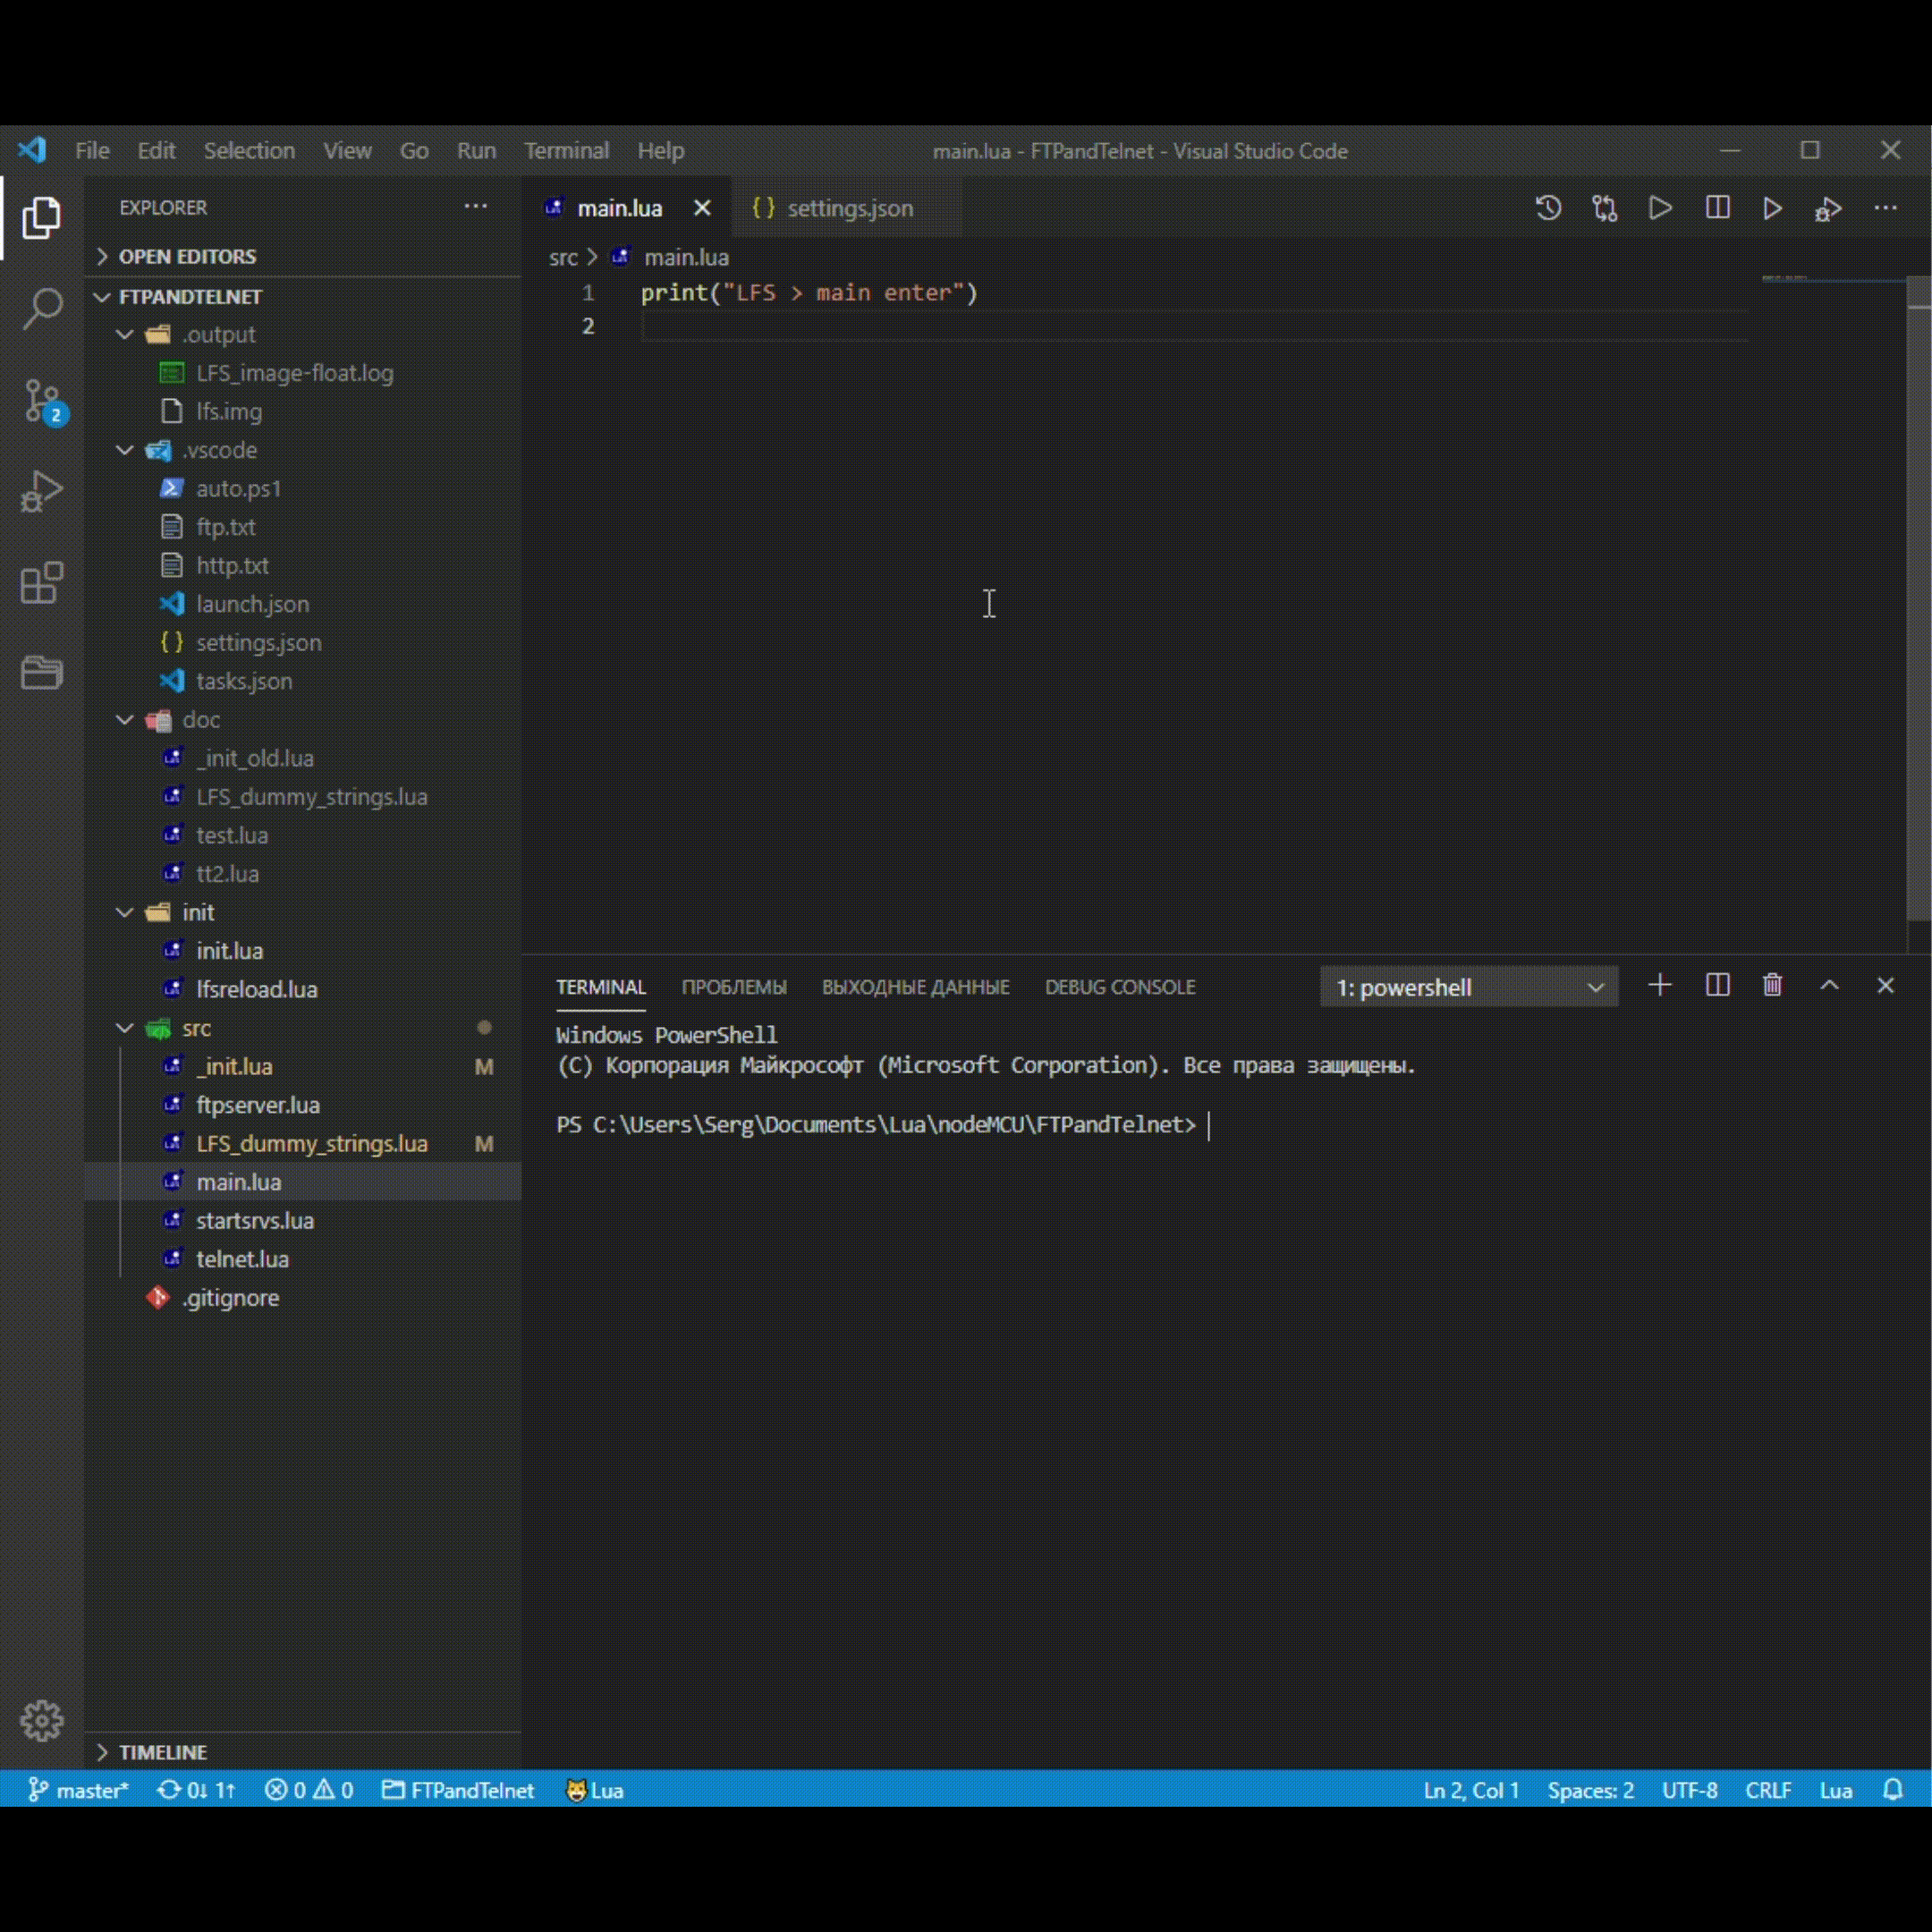 File Edit Selection View Go Run Terminal Help main.lua - FTPandTelnet - Visual Studio Code
EXPLORER
OPEN EDITORS
FTPANDTELNET
.output
LFS_image-float.log
lfs.img
.vscode
auto.ps1
ftp.txt
http.txt
launch.json
{ } settings.json
tasks.json
doc
_init_old.lua
LFS_dummy_strings.lua
test.lua
tt2.lua
init
init.lua
lfsreload.lua
src
_init.lua M
ftpserver.lua
LFS_dummy_strings.lua M
main.lua
startsrvs.lua
telnet.lua
.gitignore
TIMELINE
2
main.lua { } settings.json
src > main.lua
1 print("LFS > main enter")
2
TERMINAL ПРОБЛЕМЫ ВЫХОДНЫЕ ДАННЫЕ DEBUG CONSOLE 1: powershell
Windows PowerShell
(C) Корпорация Майкрософт (Microsoft Corporation). Все права защищены.
PS C:\Users\Serg\Documents\Lua\nodeMCU\FTPandTelnet>
master* 0↓ 1↑ 0 0 FTPandTelnet Lua Ln 2, Col 1 Spaces: 2 UTF-8 CRLF Lua